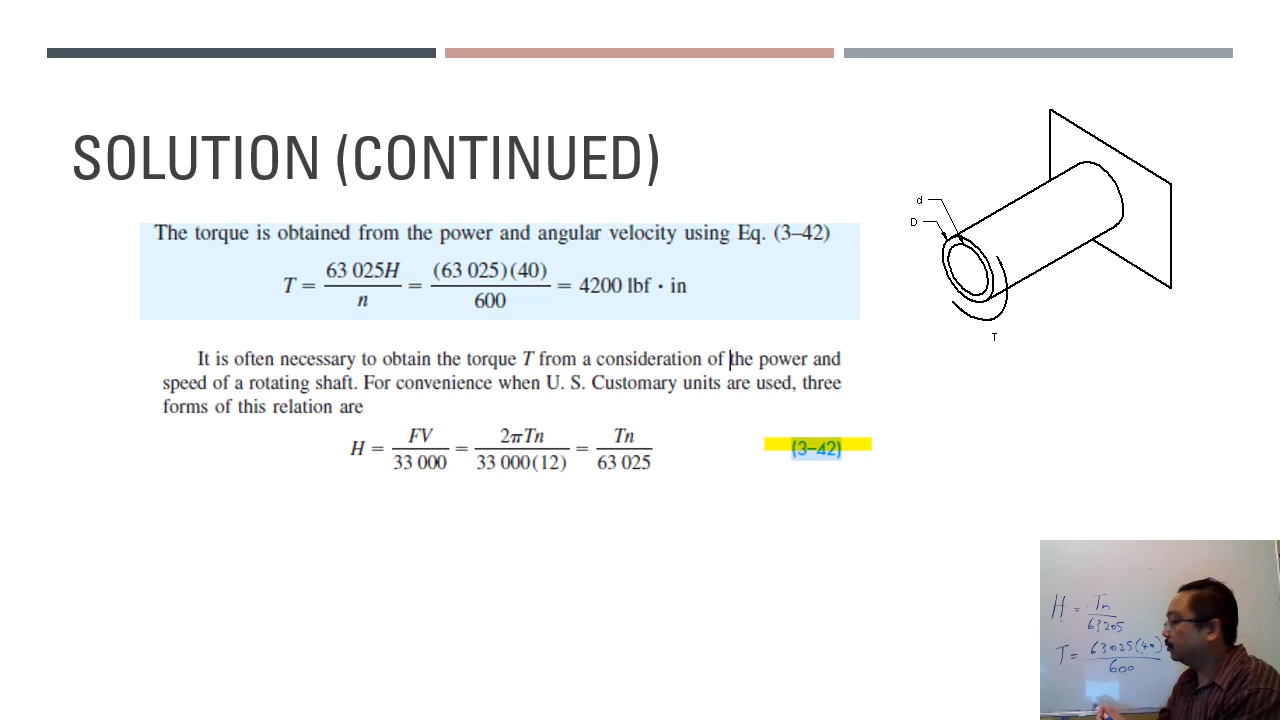 SOLUTION (CONTINUED)
The torque is obtained from the power and angular velocity using Eq. (3–42)
T = 63 025H / n = (63 025)(40) / 600 = 4200 lbf · in
It is often necessary to obtain the torque T from a consideration of the power and
speed of a rotating shaft. For convenience when U. S. Customary units are used, three
forms of this relation are
H = FV / 33 000 = 2πTn / 33 000(12) = Tn / 63 025 (3–42)
d
D
T
H = Tn / 63205
T = 63025(40) / 600